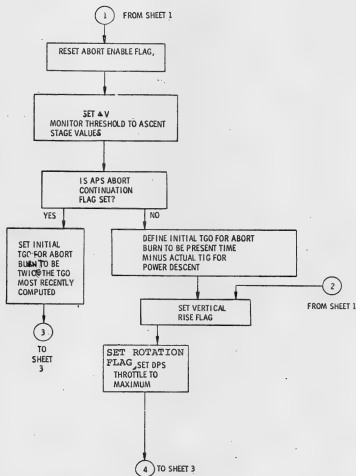 1
FROM SHEET 1
RESET ABORT ENABLE FLAG,
SET ΔV
MONITOR THRESHOLD TO ASCENT
STAGE VALUES
IS APS ABORT
CONTINUATION
FLAG SET?
YES
NO
SET INITIAL
TGO FOR ABORT
BURN TO BE
TWICE THE TGO
MOST RECENTLY
COMPUTED
DEFINE INITIAL TGO FOR ABORT
BURN TO BE PRESENT TIME
MINUS ACTUAL TIG FOR
POWER DESCENT
2
FROM SHEET 1
3
TO
SHEET
3
SET VERTICAL
RISE FLAG
SET ROTATION
FLAG, SET DPS
THROTTLE TO
MAXIMUM
4
TO SHEET 3